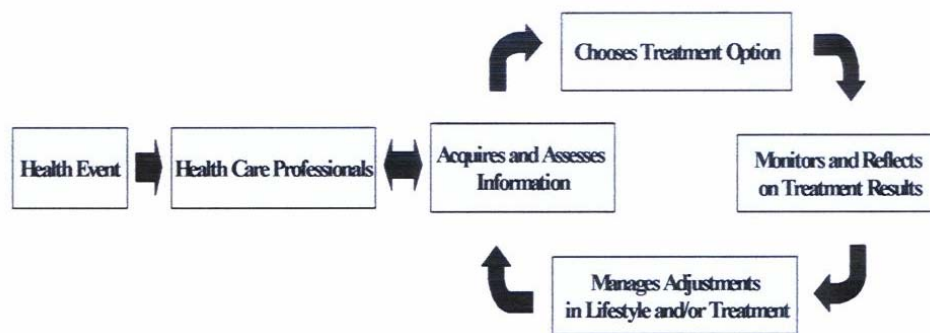 Chooses Treatment Option
Health Event
Health Care Professionals
Acquires and Assesses
Information
Monitors and Reflects
on Treatment Results
Manages Adjustments
in Lifestyle and/or Treatment